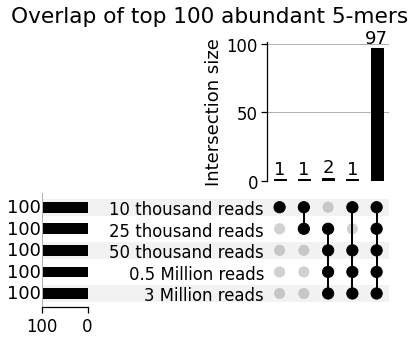 Overlap of top 100 abundant 5-mers
Intersection size
100
50
0
1
1
2
1
97
100 10 thousand reads
100 25 thousand reads
100 50 thousand reads
100 0.5 Million reads
100 3 Million reads
100 0